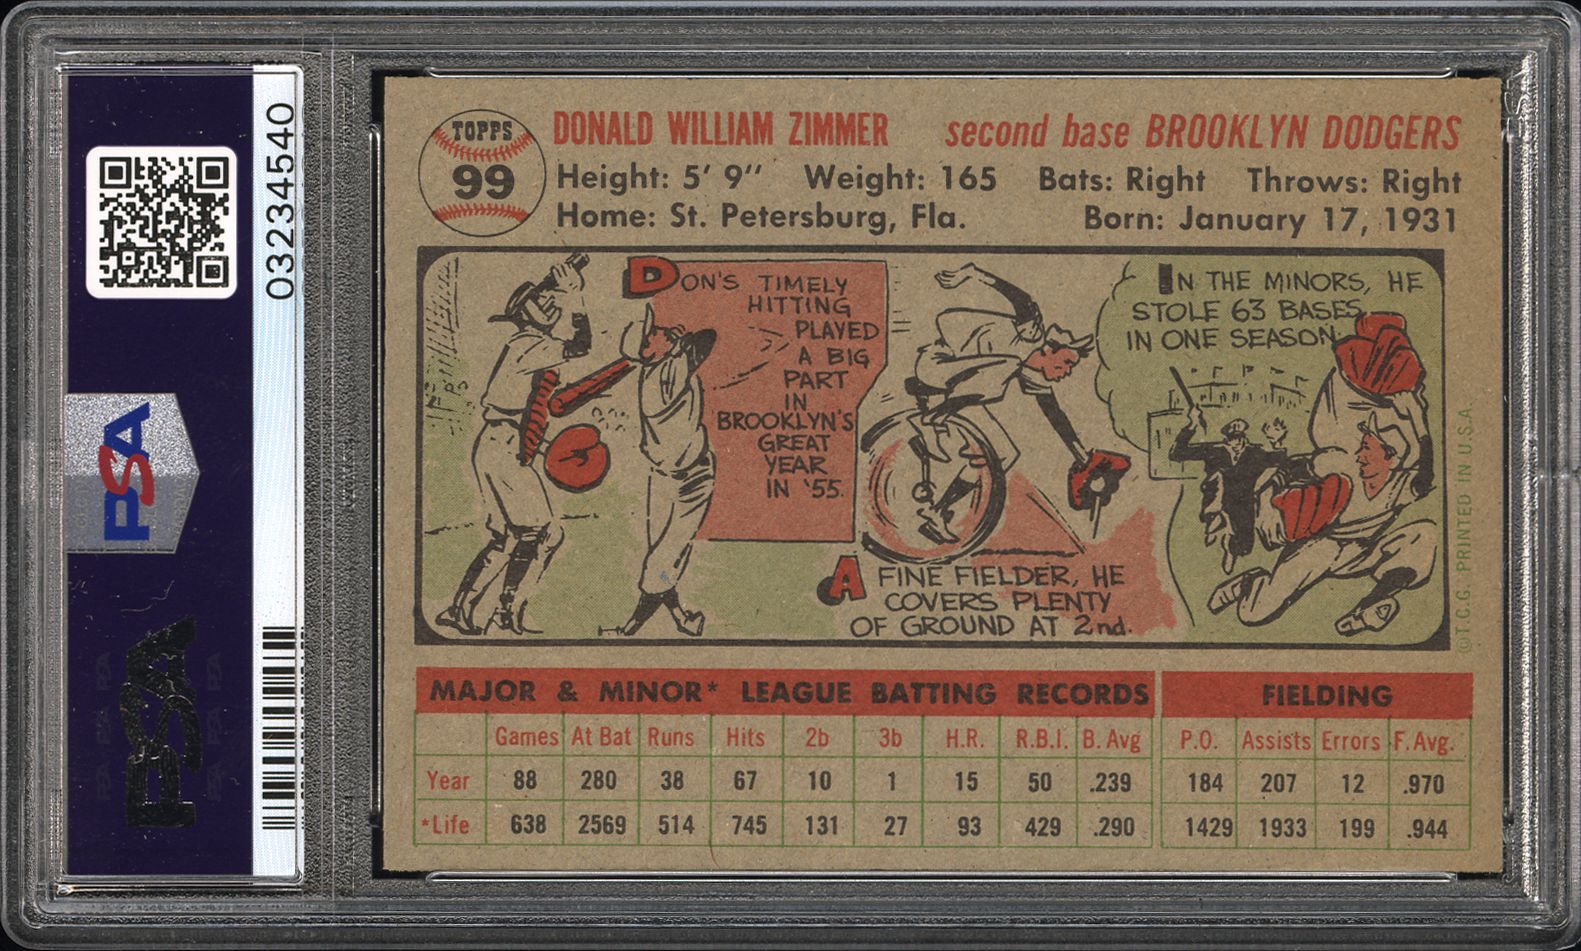 03234540
PSA
PSA
TOPPS
99
DONALD WILLIAM ZIMMER second base BROOKLYN DODGERS
Height: 5' 9" Weight: 165 Bats: Right Throws: Right
Home: St. Petersburg, Fla. Born: January 17, 1931
DON'S TIMELY
HITTING
PLAYED
A BIG
PART
IN
BROOKLYN'S
GREAT
YEAR
IN '55.
A FINE FIELDER, HE
COVERS PLENTY
OF GROUND AT 2nd.
IN THE MINORS, HE
STOLE 63 BASES
IN ONE SEASON.
©T.C.G. PRINTED IN U.S.A.
MAJOR & MINOR* LEAGUE BATTING RECORDS FIELDING
Games At Bat Runs Hits 2b 3b H.R. R.B.I. B. Avg P.O. Assists Errors F. Avg.
Year 88 280 38 67 10 1 15 50 .239 184 207 12 .970
*Life 638 2569 514 745 131 27 93 429 .290 1429 1933 199 .944